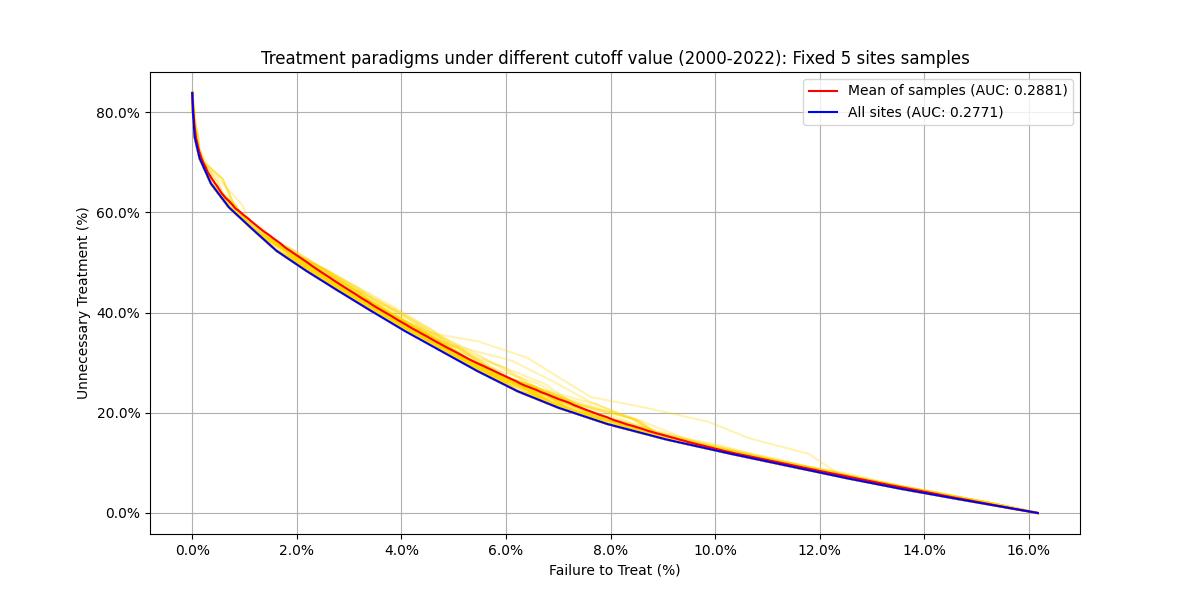 Treatment paradigms under different cutoff value (2000-2022): Fixed 5 sites samples
Mean of samples (AUC: 0.2881)
All sites (AUC: 0.2771)
Unnecessary Treatment (%)
80.0%
60.0%
40.0%
20.0%
0.0%
0.0% 2.0% 4.0% 6.0% 8.0% 10.0% 12.0% 14.0% 16.0%
Failure to Treat (%)